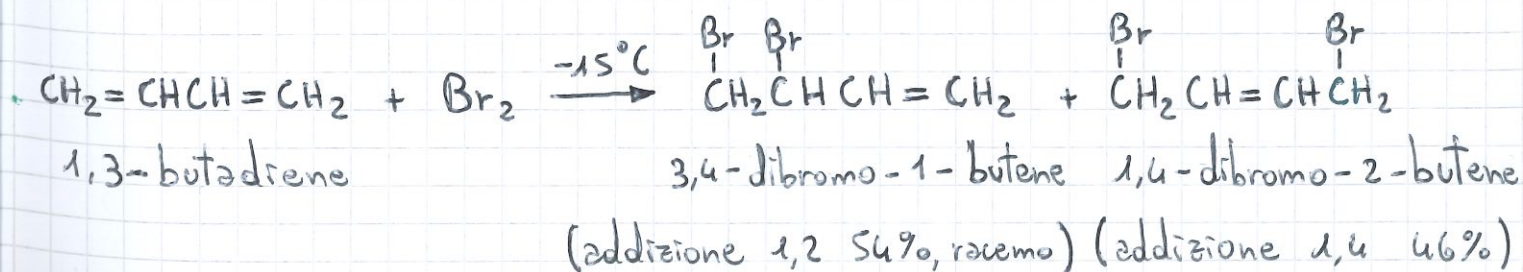 Br Br Br Br
CH₂ = CHCH = CH₂ + Br₂ -15°C → CH₂CHCH = CH₂ + CH₂CH = CHCH₂
1,3-butadiene 3,4-dibromo-1-butene 1,4-dibromo-2-butene
(addizione 1,2 54%, racemo) (addizione 1,4 46%)